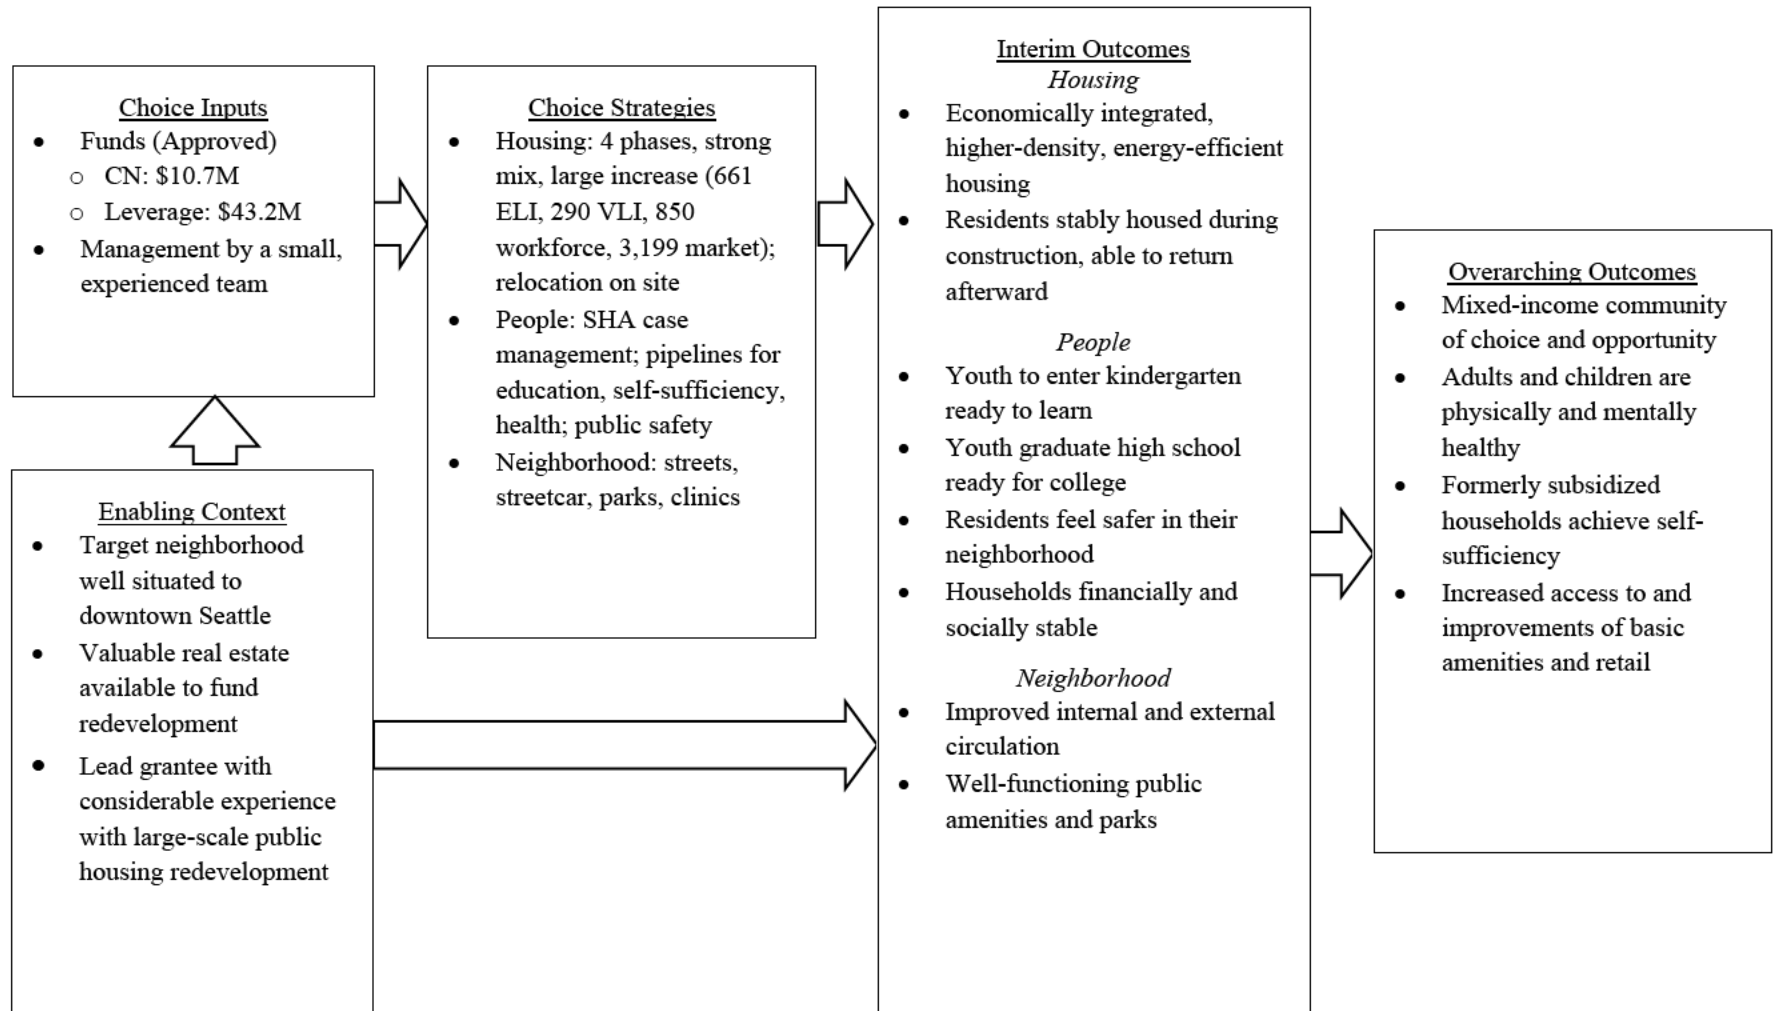 Choice Inputs
• Funds (Approved)
o CN: $10.7M
o Leverage: $43.2M
• Management by a small,
experienced team
Enabling Context
• Target neighborhood
well situated to
downtown Seattle
• Valuable real estate
available to fund
redevelopment
• Lead grantee with
considerable experience
with large-scale public
housing redevelopment
Choice Strategies
• Housing: 4 phases, strong
mix, large increase (661
ELI, 290 VLI, 850
workforce, 3,199 market);
relocation on site
• People: SHA case
management; pipelines for
education, self-sufficiency,
health; public safety
• Neighborhood: streets,
streetcar, parks, clinics
Interim Outcomes
Housing
• Economically integrated,
higher-density, energy-efficient
housing
• Residents stably housed during
construction, able to return
afterward
People
• Youth to enter kindergarten
ready to learn
• Youth graduate high school
ready for college
• Residents feel safer in their
neighborhood
• Households financially and
socially stable
Neighborhood
• Improved internal and external
circulation
• Well-functioning public
amenities and parks
Overarching Outcomes
• Mixed-income community
of choice and opportunity
• Adults and children are
physically and mentally
healthy
• Formerly subsidized
households achieve self-
sufficiency
• Increased access to and
improvements of basic
amenities and retail